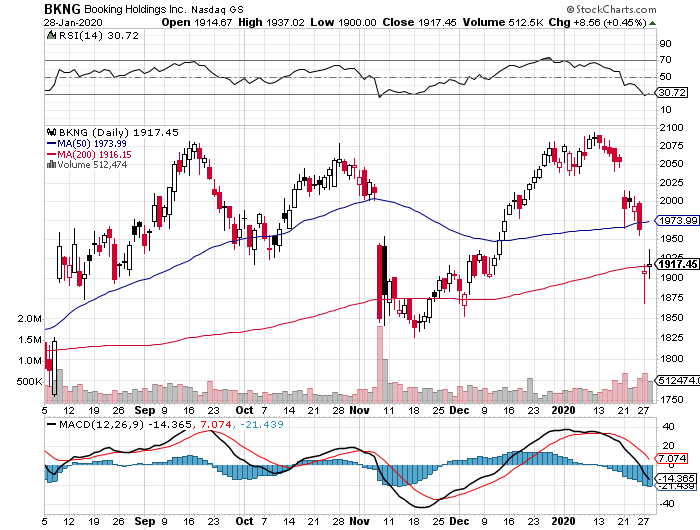 BKNG Booking Holdings Inc. Nasdaq GS © StockCharts.com
28-Jan-2020 Open 1914.67 High 1937.02 Low 1900.00 Close 1917.45 Volume 512.5K Chg +8.56 (+0.45%)
RSI(14) 30.72
90
70
50
30.72
10
BKNG (Daily) 1917.45
MA(50) 1973.99
MA(200) 1916.15
Volume 512,474
2100
2075
2050
2025
2000
1973.99
1950
1925
1917.45
1900
1875
1850
1825
1800
1750
512474.0
2.0M
1.5M
1.0M
500K
5 12 19 26 Sep 9 16 23 Oct 7 14 21 28 Nov 11 18 25 Dec 9 16 23 2020 13 21 27
MACD(12,26,9) -14.365, 7.074, -21.439
40
20
7.074
0
-14.365
-21.439
-40
5 12 19 26 Sep 9 16 23 Oct 7 14 21 28 Nov 11 18 25 Dec 9 16 23 2020 13 21 27